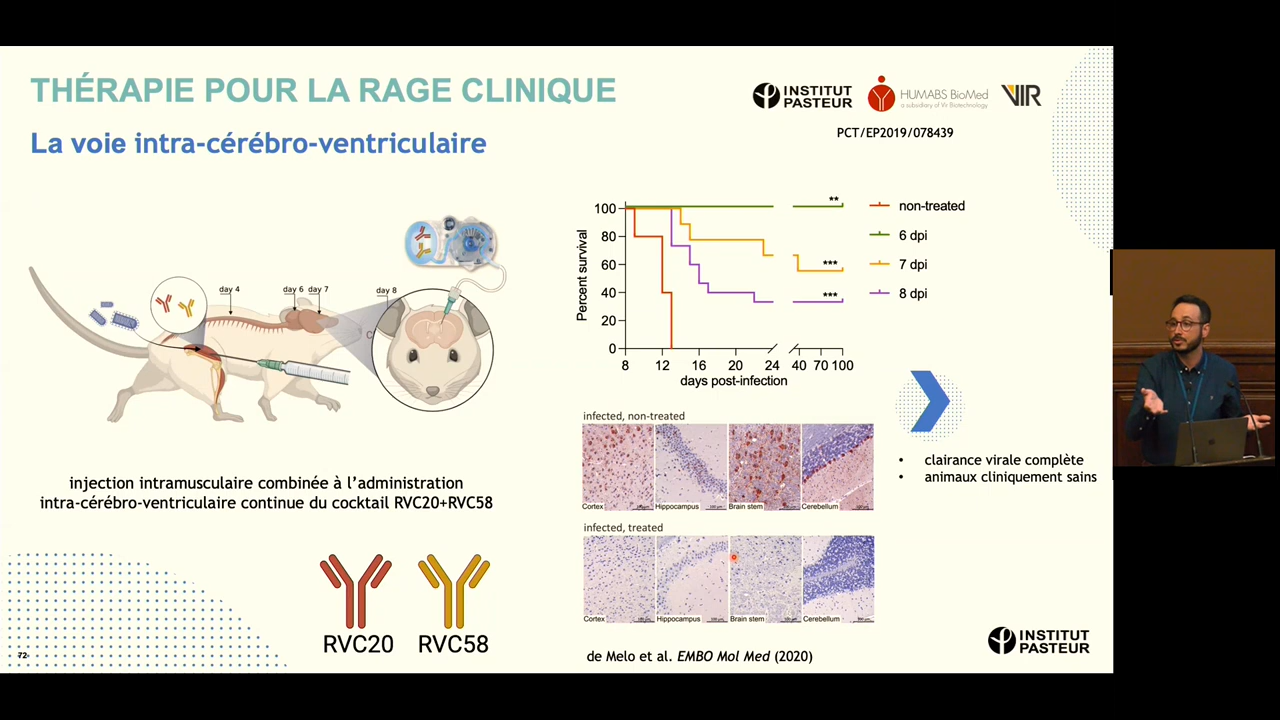 THÉRAPIE POUR LA RAGE CLINIQUE
La voie intra-cérébro-ventriculaire
INSTITUT
PASTEUR
HUMABS BioMed
a subsidiary of Vir Biotechnology
VIR
PCT/EP2019/078439
day 4
day 6
day 7
day 8
injection intramusculaire combinée à l’administration
intra-cérébro-ventriculaire continue du cocktail RVC20+RVC58
RVC20
RVC58
72
Percent survival
100
80
60
40
20
0
8
12
16
20
24
40
70
100
days post-infection
**
***
***
non-treated
6 dpi
7 dpi
8 dpi
infected, non-treated
Cortex
Hippocampus
Brain stem
Cerebellum
infected, treated
Cortex
Hippocampus
Brain stem
Cerebellum
• clairance virale complète
• animaux cliniquement sains
de Melo et al. EMBO Mol Med (2020)
INSTITUT
PASTEUR